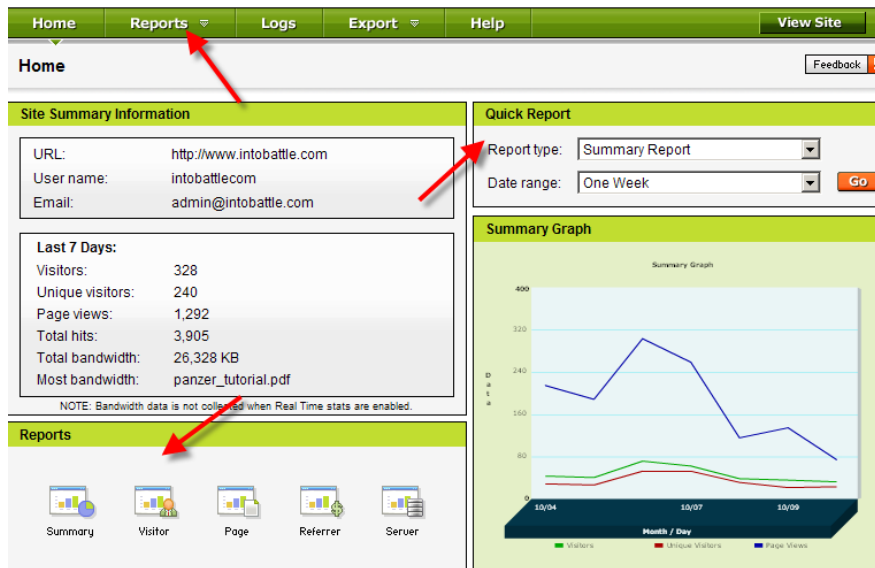 Home Reports Logs Export Help View Site
Home
Feedback
Site Summary Information
URL: http://www.intobattle.com
User name: intobattlecom
Email: admin@intobattle.com
Last 7 Days:
Visitors: 328
Unique visitors: 240
Page views: 1,292
Total hits: 3,905
Total bandwidth: 26,328 KB
Most bandwidth: panzer_tutorial.pdf
NOTE: Bandwidth data is not collected when Real Time stats are enabled.
Reports
Summary Visitor Page Referrer Server
Quick Report
Report type: Summary Report
Date range: One Week Go
Summary Graph
Summary Graph
400
320
240
160
80
0
Data
10/04 10/07 10/09
Month / Day
Visitors Unique Visitors Page Views